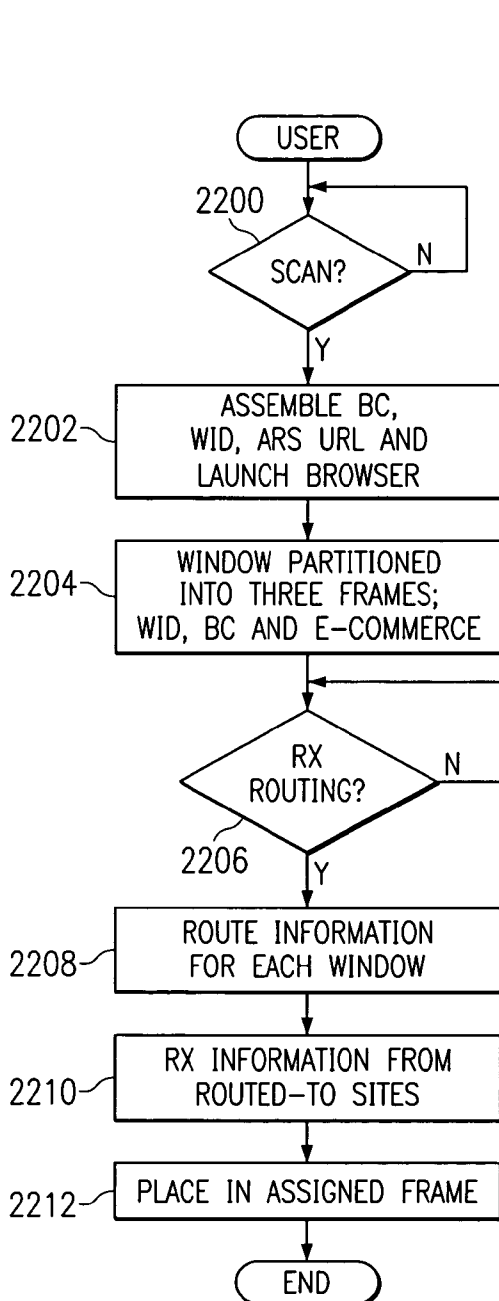 USER
2200
SCAN?
N
Y
2202
ASSEMBLE BC,
WID, ARS URL AND
LAUNCH BROWSER
2204
WINDOW PARTITIONED
INTO THREE FRAMES;
WID, BC AND E-COMMERCE
RX
ROUTING?
N
2206
Y
2208
ROUTE INFORMATION
FOR EACH WINDOW
2210
RX INFORMATION FROM
ROUTED-TO SITES
2212
PLACE IN ASSIGNED FRAME
END